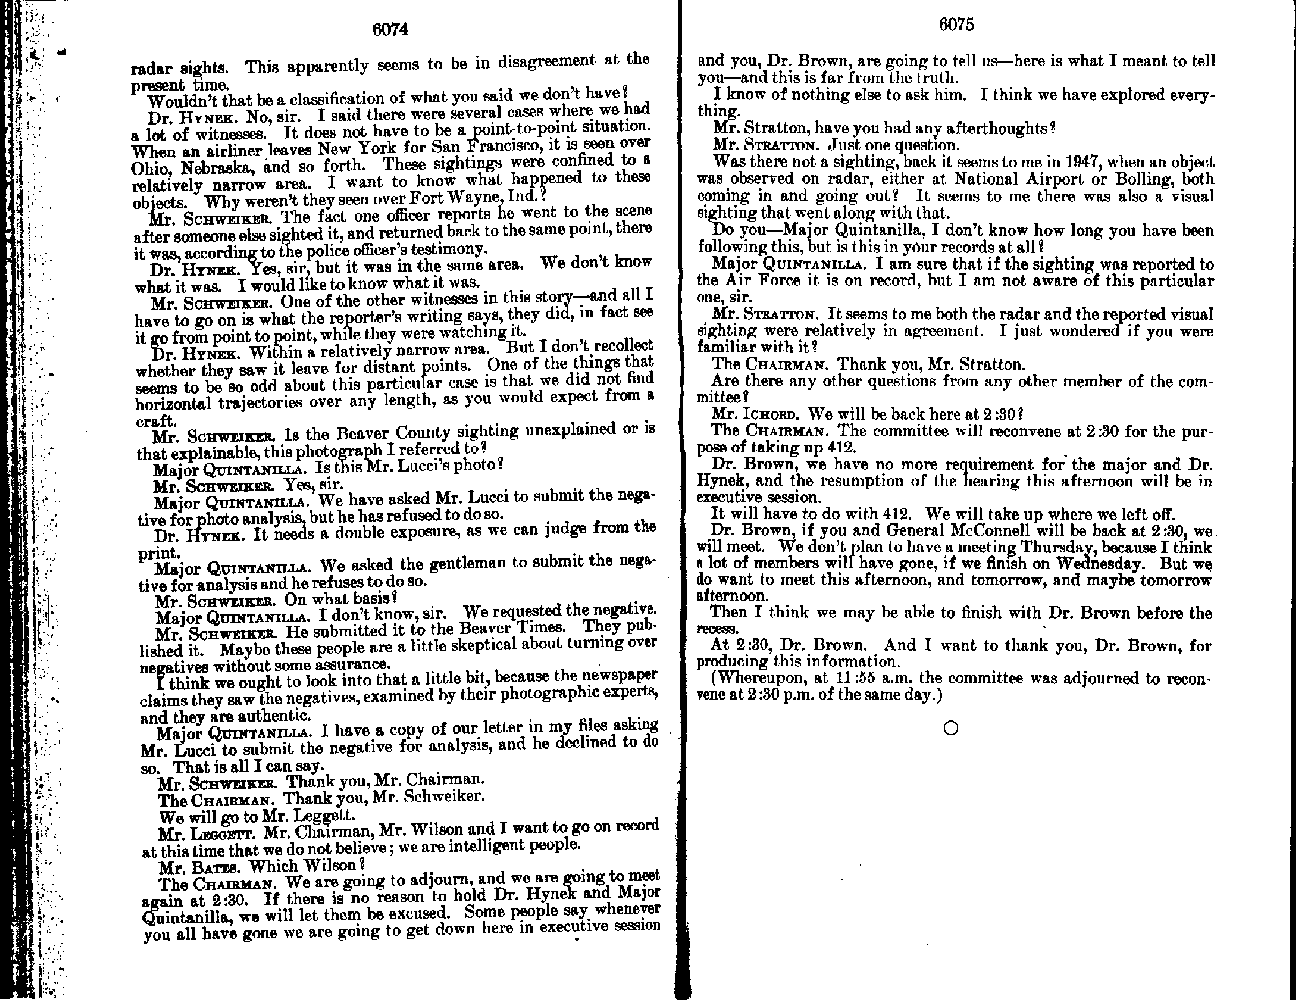 6074
radar sights. This apparently seems to be in disagreement at the
present time.
Wouldn't that be a classification of what you said we don't have?
Dr. HYNEK. No, sir. I said there were several cases where we had
a lot of witnesses. It does not have to be a point-to-point situation.
When an airliner leaves New York for San Francisco, it is seen over
Ohio, Nebraska, and so forth. These sightings were confined to a
relatively narrow area. I want to know what happened to these
objects. Why weren't they seen over Fort Wayne, Ind.?
Mr. SCHWEIKER. The fact one officer reports he went to the scene
after someone else sighted it, and returned back to the same point, there
it was, according to the police officer's testimony.
Dr. HYNEK. Yes, sir, but it was in the same area. We don't know
what it was. I would like to know what it was.
Mr. SCHWEIKER. One of the other witnesses in this story—and all I
have to go on is what the reporter's writing says, they did, in fact see
it go from point to point, while they were watching it.
Dr. HYNEK. Within a relatively narrow area. But I don't recollect
whether they saw it leave for distant points. One of the things that
seems to be so odd about this particular case is that we did not find
horizontal trajectories over any length, as you would expect from a
craft.
Mr. SCHWEIKER. Is the Beaver County sighting unexplained or is
that explainable, this photograph I referred to?
Major QUINTANILLA. Is this Mr. Lucci's photo?
Mr. SCHWEIKER. Yes, sir.
Major QUINTANILLA. We have asked Mr. Lucci to submit the nega-
tive for photo analysis, but he has refused to do so.
Dr. HYNEK. It needs a double exposure, as we can judge from the
print.
Major QUINTANILLA. We asked the gentleman to submit the nega-
tive for analysis and he refuses to do so.
Mr. SCHWEIKER. On what basis?
Major QUINTANILLA. I don't know, sir. We requested the negative.
Mr. SCHWEIKER. He submitted it to the Beaver Times. They pub-
lished it. Maybe these people are a little skeptical about turning over
negatives without some assurance.
I think we ought to look into that a little bit, because the newspaper
claims they saw the negatives, examined by their photographic experts,
and they are authentic.
Major QUINTANILLA. I have a copy of our letter in my files asking
Mr. Lucci to submit the negative for analysis, and he declined to do
so. That is all I can say.
Mr. SCHWEIKER. Thank you, Mr. Chairman.
The CHAIRMAN. Thank you, Mr. Schweiker.
We will go to Mr. Leggett.
Mr. LEGGETT. Mr. Chairman, Mr. Wilson and I want to go on record
at this time that we do not believe; we are intelligent people.
Mr. BATES. Which Wilson?
The CHAIRMAN. We are going to adjourn, and we are going to meet
again at 2:30. If there is no reason to hold Dr. Hynek and Major
Quintanilla, we will let them be excused. Some people say whenever
you all have gone we are going to get down here in executive session
6075
and you, Dr. Brown, are going to tell us—here is what I meant to tell
you—and this is far from the truth.
I know of nothing else to ask him. I think we have explored every-
thing.
Mr. Stratton, have you had any afterthoughts?
Mr. STRATTON. Just one question.
Was there not a sighting, back it seems to me in 1947, when an object
was observed on radar, either at National Airport or Bolling, both
coming in and going out? It seems to me there was also a visual
sighting that went along with that.
Do you—Major Quintanilla, I don't know how long you have been
following this, but is this in your records at all?
Major QUINTANILLA. I am sure that if the sighting was reported to
the Air Force it is on record, but I am not aware of this particular
one, sir.
Mr. STRATTON. It seems to me both the radar and the reported visual
sighting were relatively in agreement. I just wondered if you were
familiar with it?
The CHAIRMAN. Thank you, Mr. Stratton.
Are there any other questions from any other member of the com-
mittee?
Mr. ICHORD. We will be back here at 2:30?
The CHAIRMAN. The committee will reconvene at 2:30 for the pur-
pose of taking up 412.
Dr. Brown, we have no more requirement for the major and Dr.
Hynek, and the resumption of the hearing this afternoon will be in
executive session.
It will have to do with 412. We will take up where we left off.
Dr. Brown, if you and General McConnell will be back at 2:30, we
will meet. We don't plan to have a meeting Thursday, because I think
a lot of members will have gone, if we finish on Wednesday. But we
do want to meet this afternoon, and tomorrow, and maybe tomorrow
afternoon.
Then I think we may be able to finish with Dr. Brown before the
recess.
At 2:30, Dr. Brown. And I want to thank you, Dr. Brown, for
producing this information.
(Whereupon, at 11:55 a.m. the committee was adjourned to recon-
vene at 2:30 p.m. of the same day.)